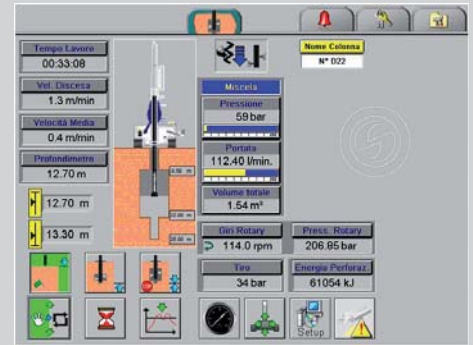 Tempo Lavoro
00:33:08
Vel. Discesa
1.3 m/min
Velocità Media
0.4 m/min
Profondimetro
12.70 m
12.70 m
13.30 m
Nome Colonna
N° D22
Miscela
Pressione
59 bar
Portata
112.40 l/min.
Volume totale
1.54 m³
Giri Rotary
114.0 rpm
Press. Rotary
206.85 bar
Tiro
34 bar
Energia Perforaz.
61054 kJ
Setup